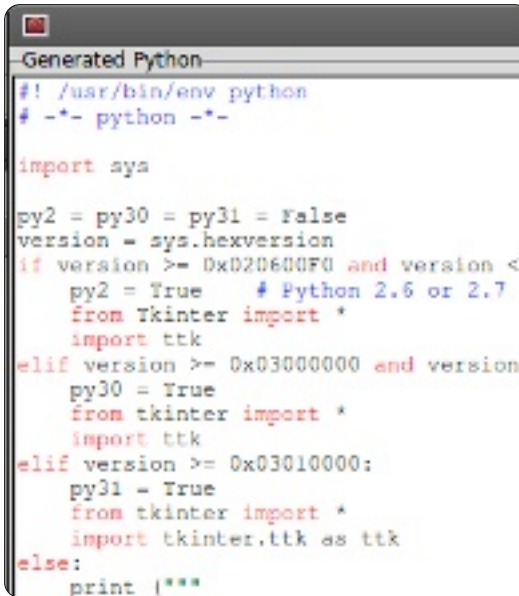 Generated Python
#! /usr/bin/env python
# -*- python -*-
import sys
py2 = py30 = py31 = False
version = sys.hexversion
if version >= 0x020600F0 and version <
    py2 = True    # Python 2.6 or 2.7
    from Tkinter import *
    import ttk
elif version >= 0x03000000 and version
    py30 = True
    from tkinter import *
    import ttk
elif version >= 0x03010000:
    py31 = True
    from tkinter import *
    import tkinter.ttk as ttk
else:
    print ("""